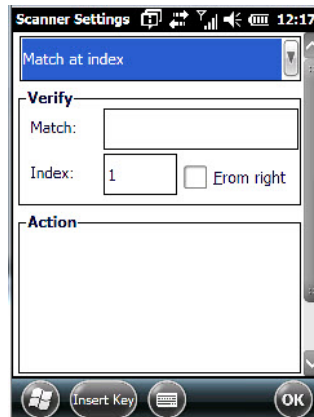 Scanner Settings 12:17
Match at index
Verify
Match:
Index: 1 From right
Action
Insert Key OK